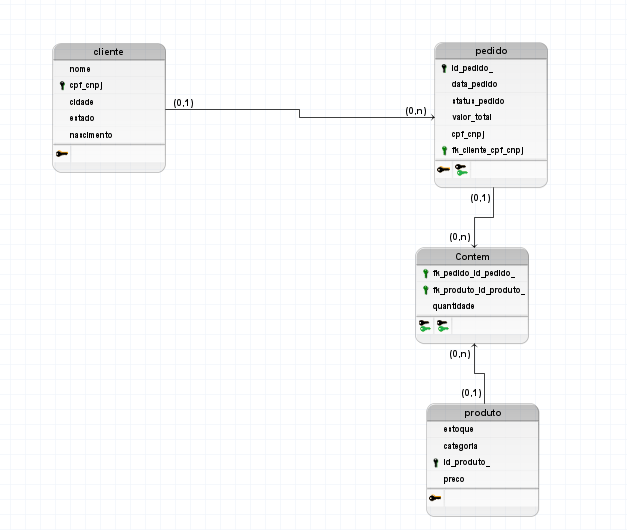 cliente
nome
cpf_cnpj
cidade
estado
nascimento
(0,1)
(0,n)
pedido
id_pedido_
data_pedido
status_pedido
valor_total
cpf_cnpj
fk_cliente_cpf_cnpj
(0,1)
(0,n)
Contem
fk_pedido_id_pedido_
fk_produto_id_produto_
quantidade
(0,n)
(0,1)
produto
estoque
categoria
id_produto_
preco